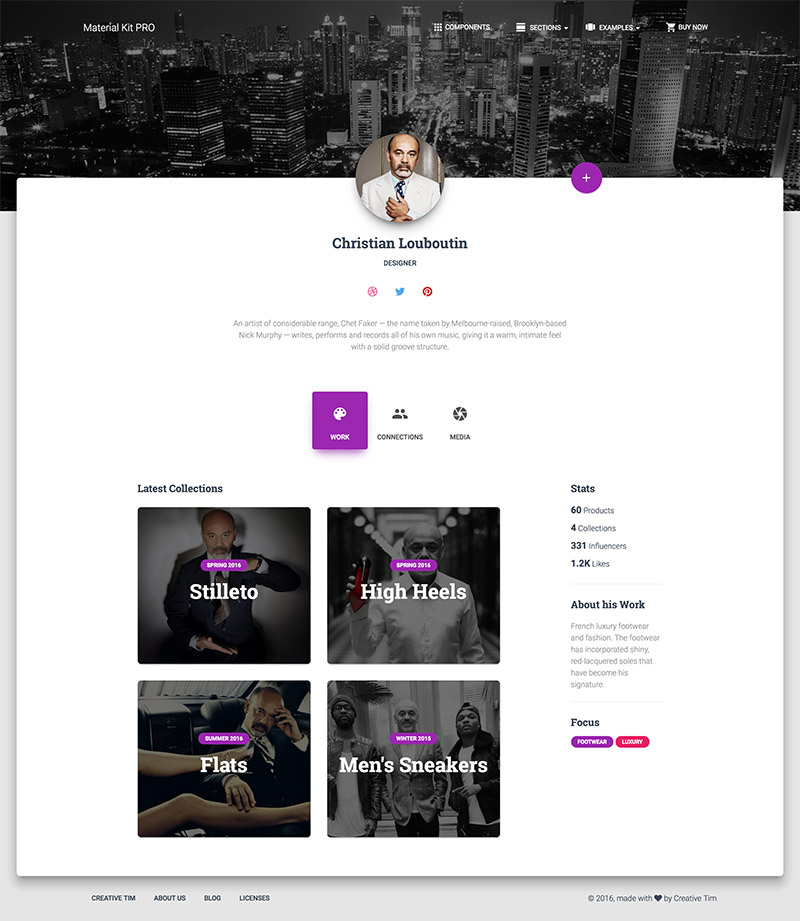 Material Kit PRO
COMPONENTS
SECTIONS
EXAMPLES
BUY NOW
Christian Louboutin
DESIGNER
An artist of considerable range, Chet Faker — the name taken by Melbourne-raised, Brooklyn-based
Nick Murphy — writes, performs and records all of his own music, giving it a warm, intimate feel
with a solid groove structure.
WORK
CONNECTIONS
MEDIA
Latest Collections
SPRING 2016
Stilleto
SPRING 2016
High Heels
SUMMER 2016
Flats
WINTER 2015
Men's Sneakers
Stats
60 Products
4 Collections
331 Influencers
1.2K Likes
About his Work
French luxury footwear
and fashion. The footwear
has incorporated shiny,
red-lacquered soles that
have become his
signature.
Focus
FOOTWEAR
LUXURY
CREATIVE TIM
ABOUT US
BLOG
LICENSES
© 2016, made with ♥ by Creative Tim